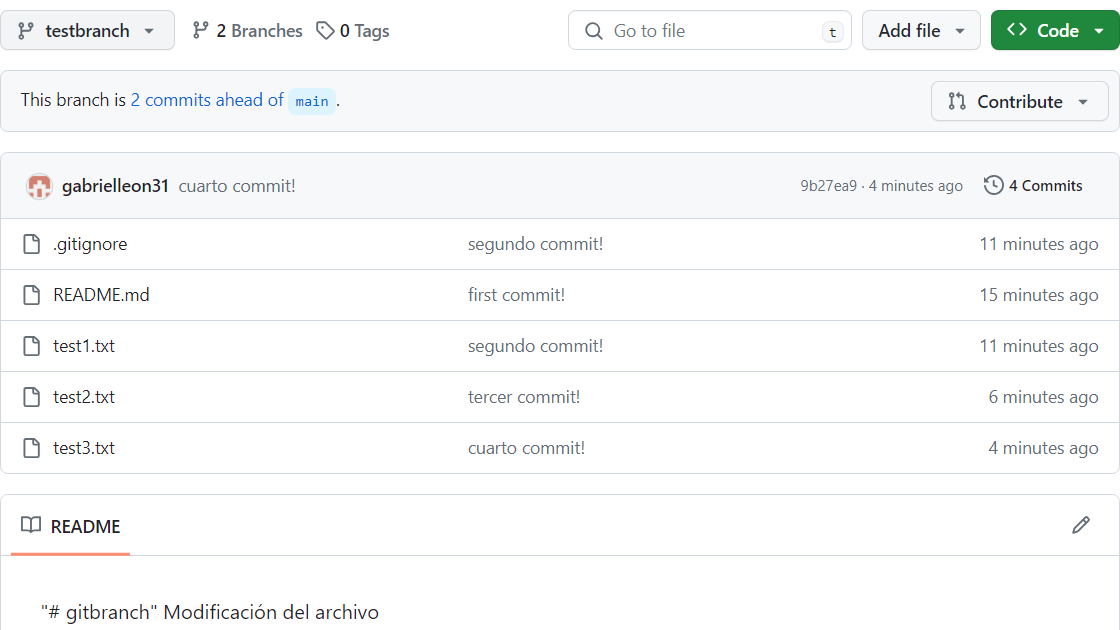 testbranch 2 Branches 0 Tags Go to file t Add file Code
This branch is 2 commits ahead of main .
Contribute
gabrielleon31 cuarto commit! 9b27ea9 · 4 minutes ago 4 Commits
.gitignore segundo commit! 11 minutes ago
README.md first commit! 15 minutes ago
test1.txt segundo commit! 11 minutes ago
test2.txt tercer commit! 6 minutes ago
test3.txt cuarto commit! 4 minutes ago
README
"# gitbranch" Modificación del archivo